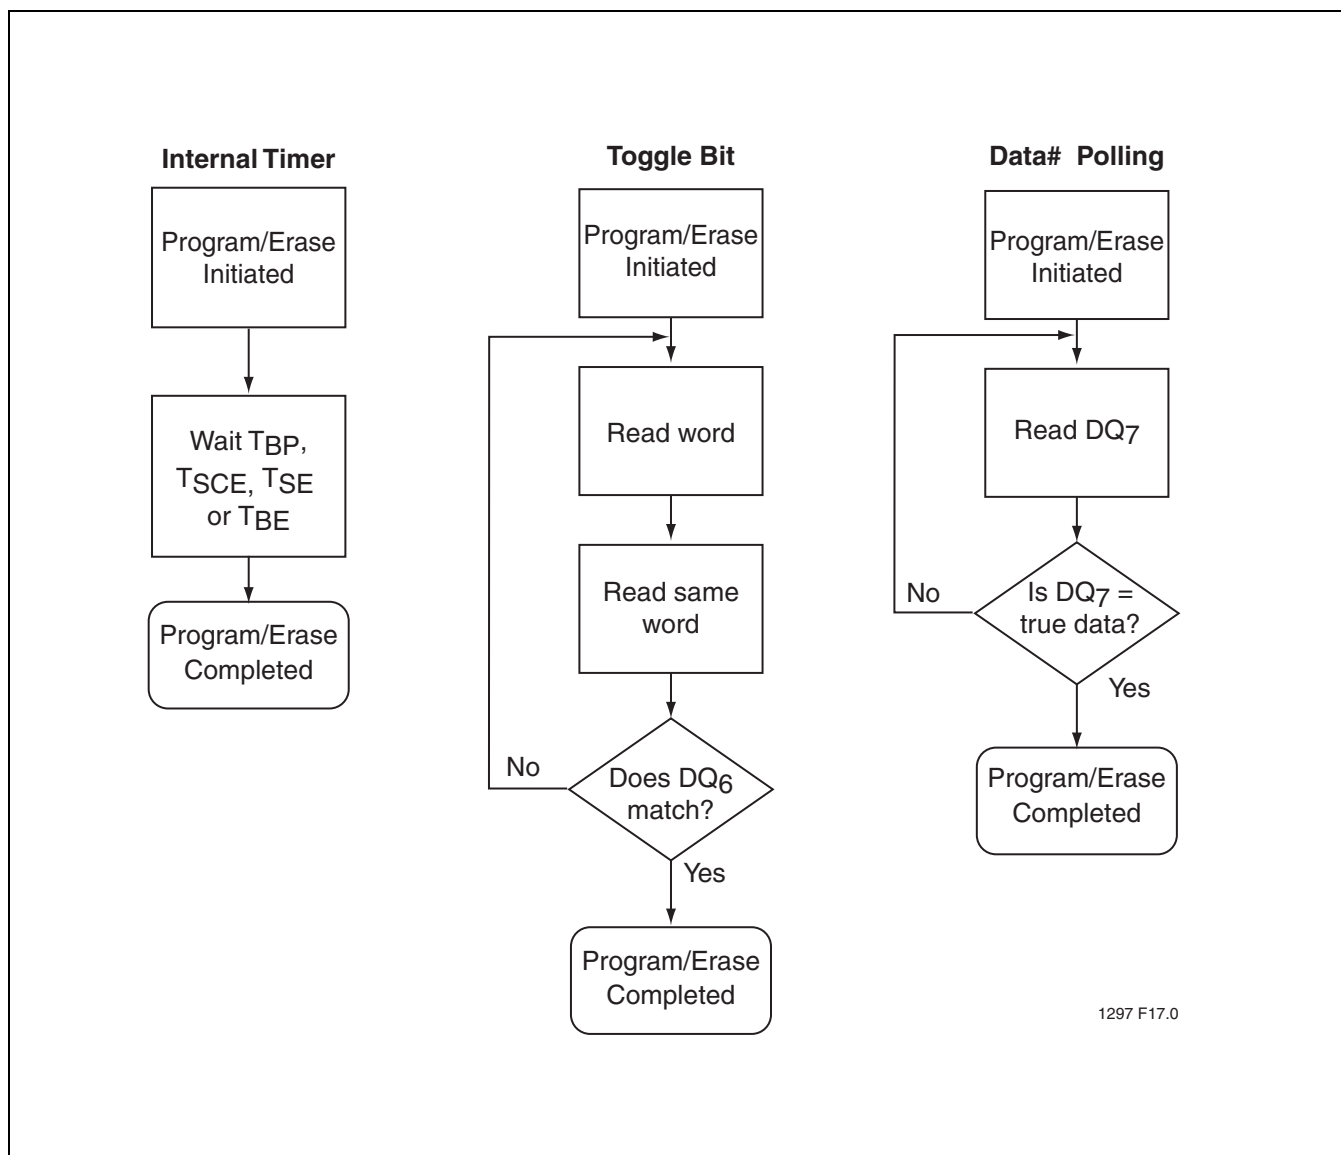 Internal Timer
Program/Erase
Initiated
Wait TBP,
TSCE, TSE
or TBE
Program/Erase
Completed
Toggle Bit
Program/Erase
Initiated
Read word
Read same
word
Does DQ6
match?
No
Yes
Program/Erase
Completed
Data# Polling
Program/Erase
Initiated
Read DQ7
Is DQ7 =
true data?
No
Yes
Program/Erase
Completed
1297 F17.0